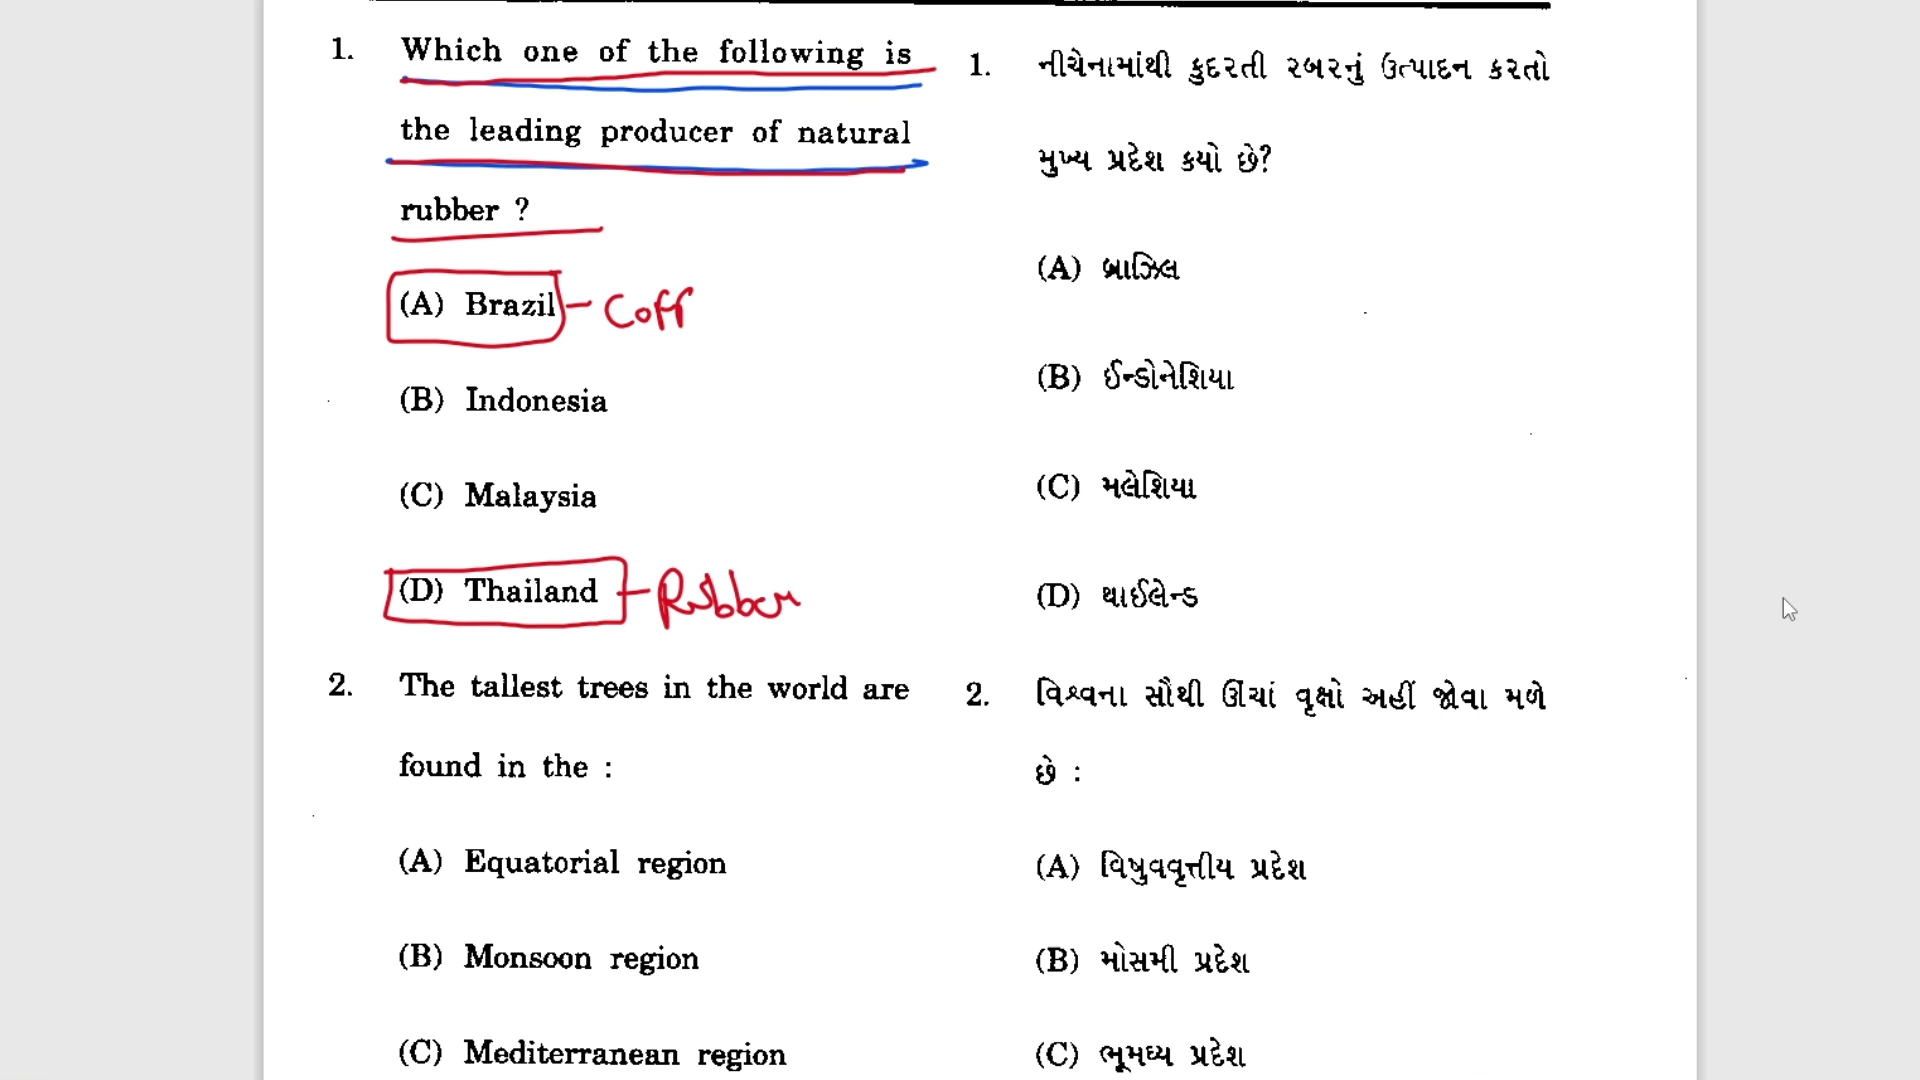 1. Which one of the following is
the leading producer of natural
rubber ?
(A) Brazil - Coff
(B) Indonesia
(C) Malaysia
(D) Thailand - Rubber
2. The tallest trees in the world are
found in the :
(A) Equatorial region
(B) Monsoon region
(C) Mediterranean region
1. નીચેનામાંથી કુદરતી રબરનું ઉત્પાદન કરતો
મુખ્ય પ્રદેશ કયો છે?
(A) બ્રાઝિલ
(B) ઈન્ડોનેશિયા
(C) મલેશિયા
(D) થાઈલેન્ડ
2. વિશ્વના સૌથી ઊંચાં વૃક્ષો અહીં જોવા મળે
છે :
(A) વિષુવવૃત્તીય પ્રદેશ
(B) મોસમી પ્રદેશ
(C) ભૂમધ્ય પ્રદેશ